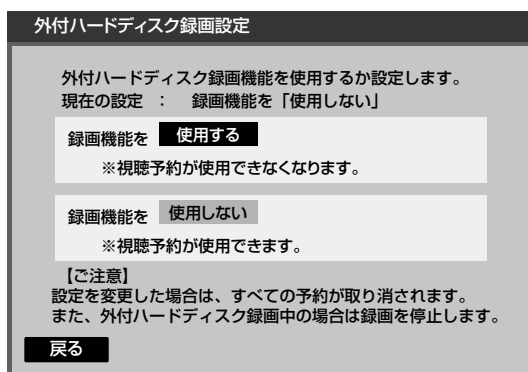 外付ハードディスク録画設定
外付ハードディスク録画機能を使用するか設定します。
現在の設定 : 録画機能を「使用しない」
録画機能を 使用する
※視聴予約が使用できなくなります。
録画機能を 使用しない
※視聴予約が使用できます。
【ご注意】
設定を変更した場合は、すべての予約が取り消されます。
また、外付ハードディスク録画中の場合は録画を停止します。
戻る